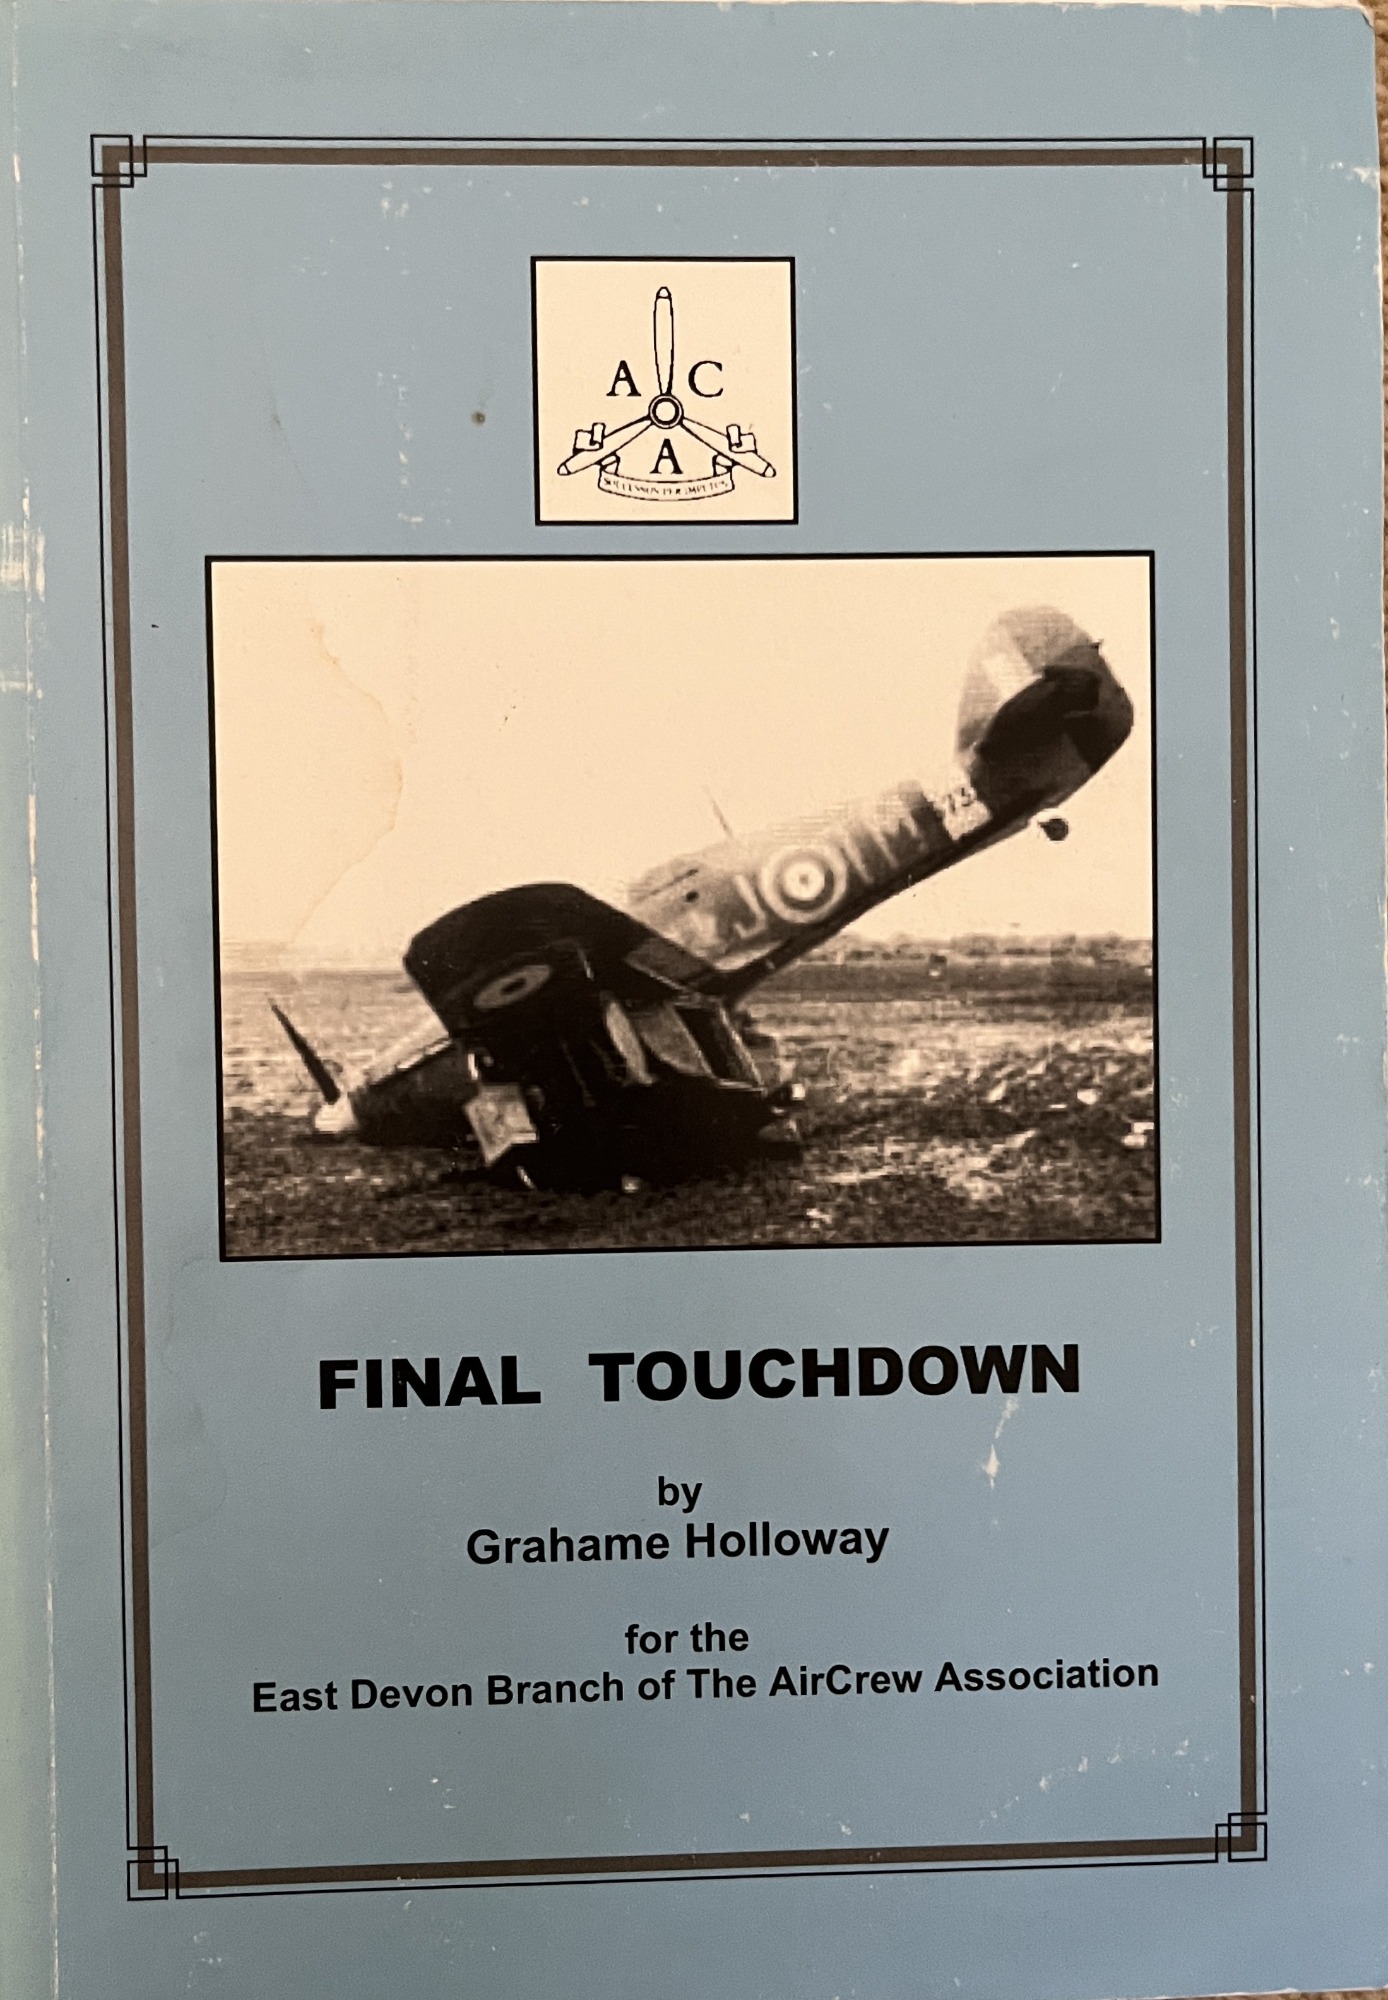 A C
A
FINAL TOUCHDOWN
by
Grahame Holloway
for the
East Devon Branch of The AirCrew Association